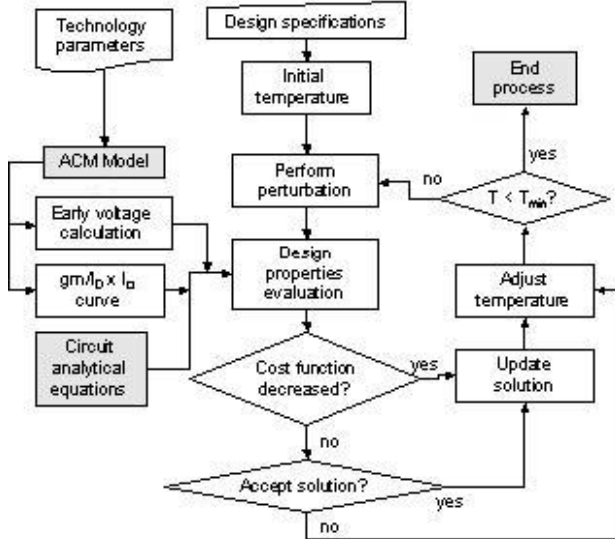 Technology
parameters
Design specifications
Initial
temperature
End
process
ACM Model
Perform
perturbation
no
yes
T < Tmin?
Early voltage
calculation
Design
properties
evaluation
gm/ID x I□
curve
Adjust
temperature
Circuit
analytical
equations
Cost function
decreased?
yes
Update
solution
no
Accept solution?
yes
no